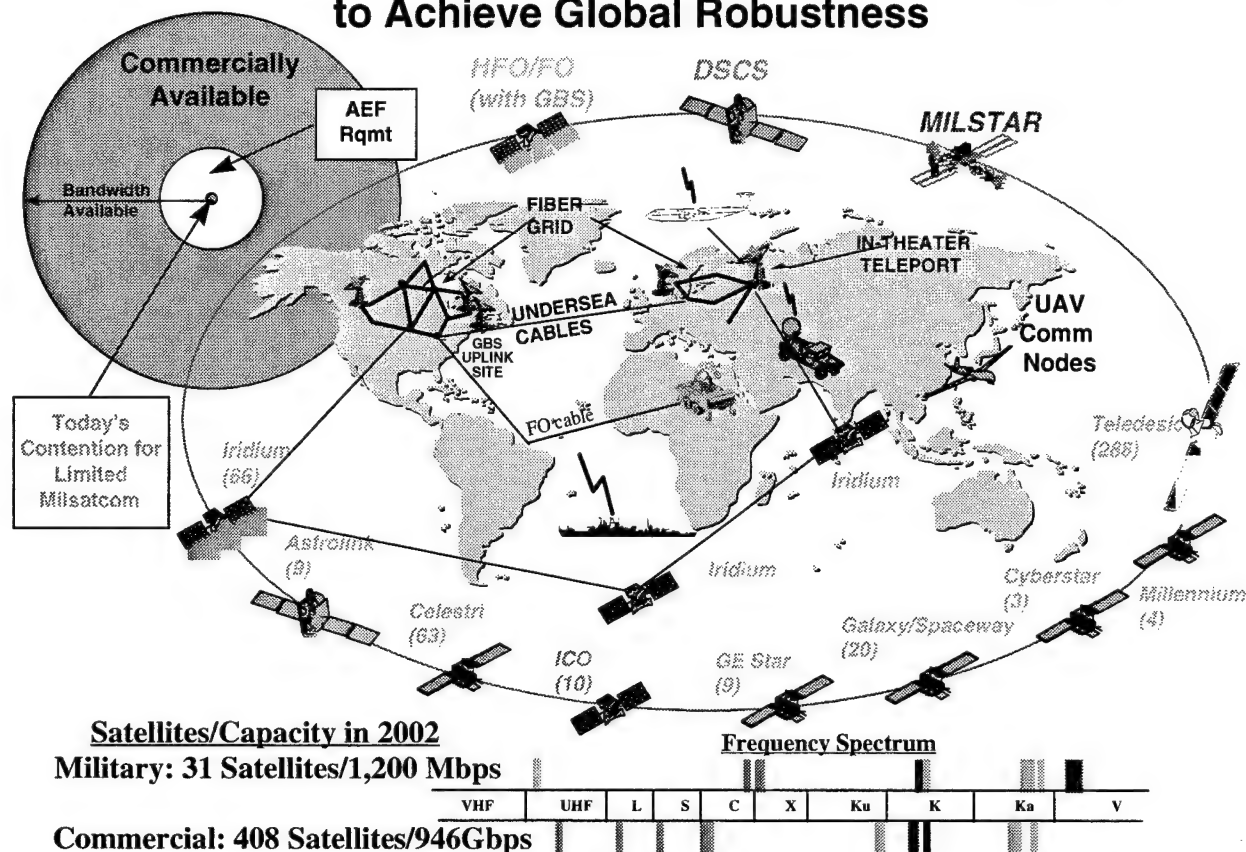 to Achieve Global Robustness
Commercially
Available
AEF
Rqmt
Bandwidth
Available
HFO/FO
(with GBS)
DSCS
MILSTAR
FIBER
GRID
IN-THEATER
TELEPORT
UNDERSEA
CABLES
GBS
UPLINK
SITE
UAV
Comm
Nodes
Today's
Contention for
Limited
Milsatcom
FO cable
Iridium
(66)
Iridium
Iridium
Teledesic
(288)
Astrolink
(9)
Celestri
(63)
ICO
(10)
GE Star
(9)
Galaxy/Spaceway
(20)
Cyberstar
(3)
Millennium
(4)
Satellites/Capacity in 2002
Military: 31 Satellites/1,200 Mbps
Commercial: 408 Satellites/946Gbps
Frequency Spectrum
VHF UHF L S C X Ku K Ka V